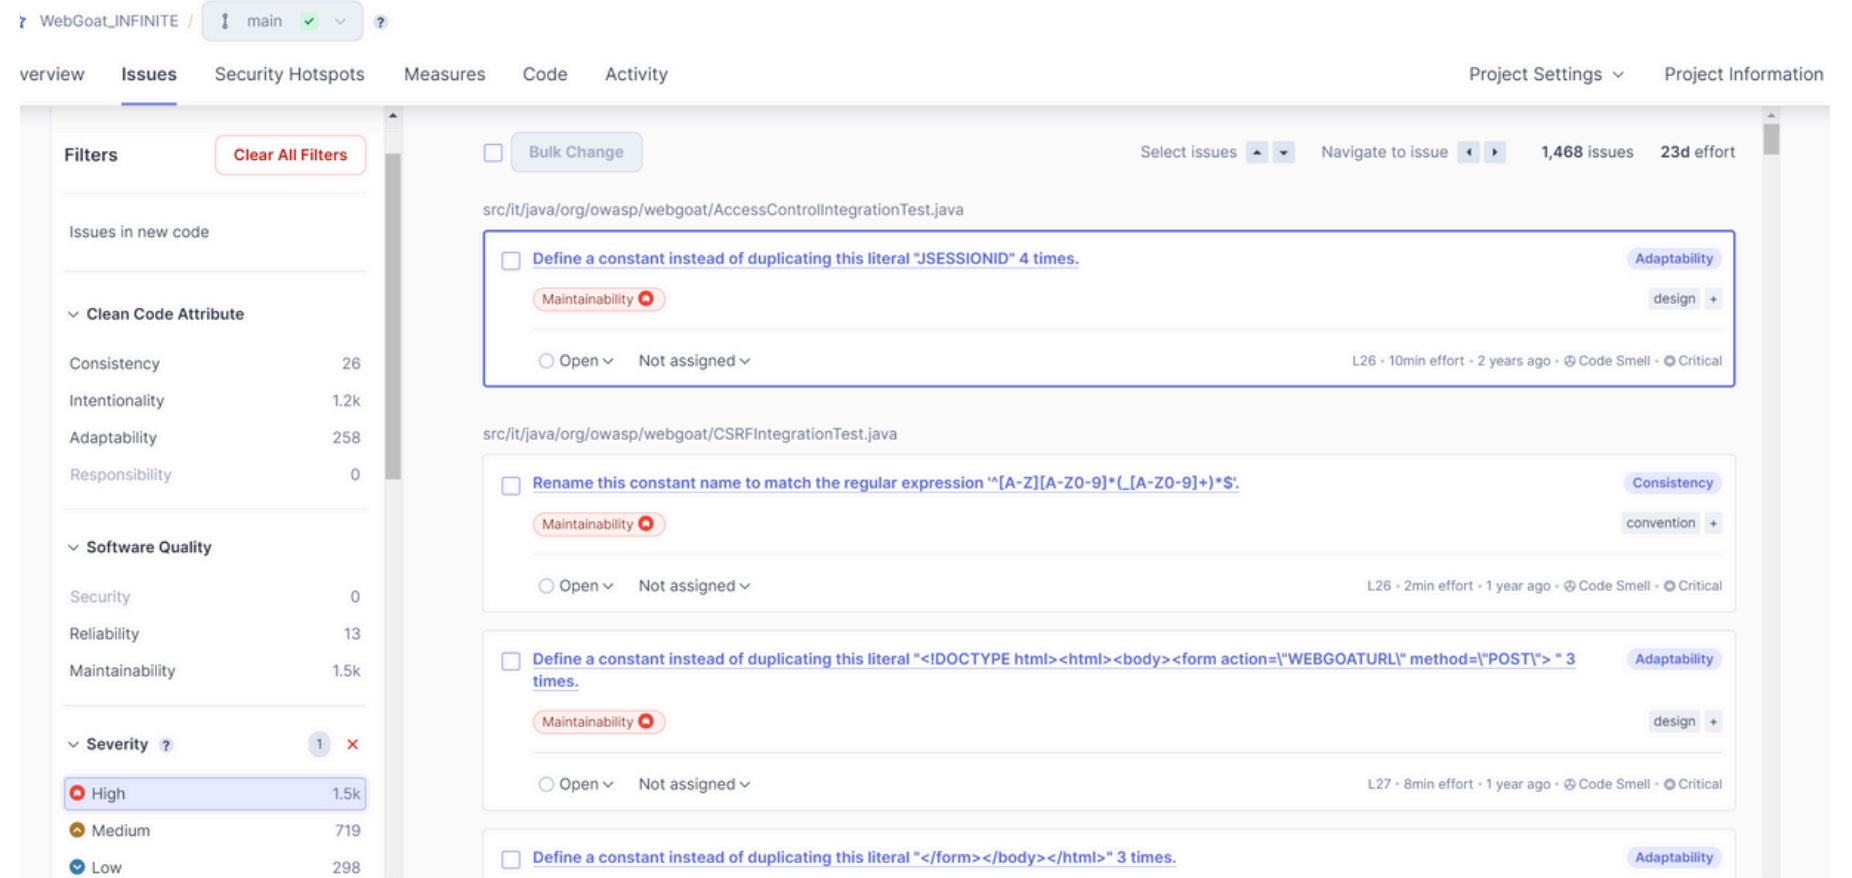 WebGoat_INFINITE / main ?
verview Issues Security Hotspots Measures Code Activity Project Settings Project Information
Filters Clear All Filters
Issues in new code
Clean Code Attribute
Consistency 26
Intentionality 1.2k
Adaptability 258
Responsibility 0
Software Quality
Security 0
Reliability 13
Maintainability 1.5k
Severity ? 1
High 1.5k
Medium 719
Low 298
Bulk Change Select issues Navigate to issue 1,468 issues 23d effort
src/it/java/org/owasp/webgoat/AccessControlIntegrationTest.java
Define a constant instead of duplicating this literal "JSESSIONID" 4 times. Adaptability
Maintainability design +
Open Not assigned L26 • 10min effort • 2 years ago • Code Smell • Critical
src/it/java/org/owasp/webgoat/CSRFIntegrationTest.java
Rename this constant name to match the regular expression '^[A-Z][A-Z0-9]*(_[A-Z0-9]+)*$'. Consistency
Maintainability convention +
Open Not assigned L26 • 2min effort • 1 year ago • Code Smell • Critical
Define a constant instead of duplicating this literal "<!DOCTYPE html><html><body><form action=\"WEBGOATURL\" method=\"POST\"> " 3 Adaptability
times.
Maintainability design +
Open Not assigned L27 • 8min effort • 1 year ago • Code Smell • Critical
Define a constant instead of duplicating this literal "</form></body></html>" 3 times. Adaptability